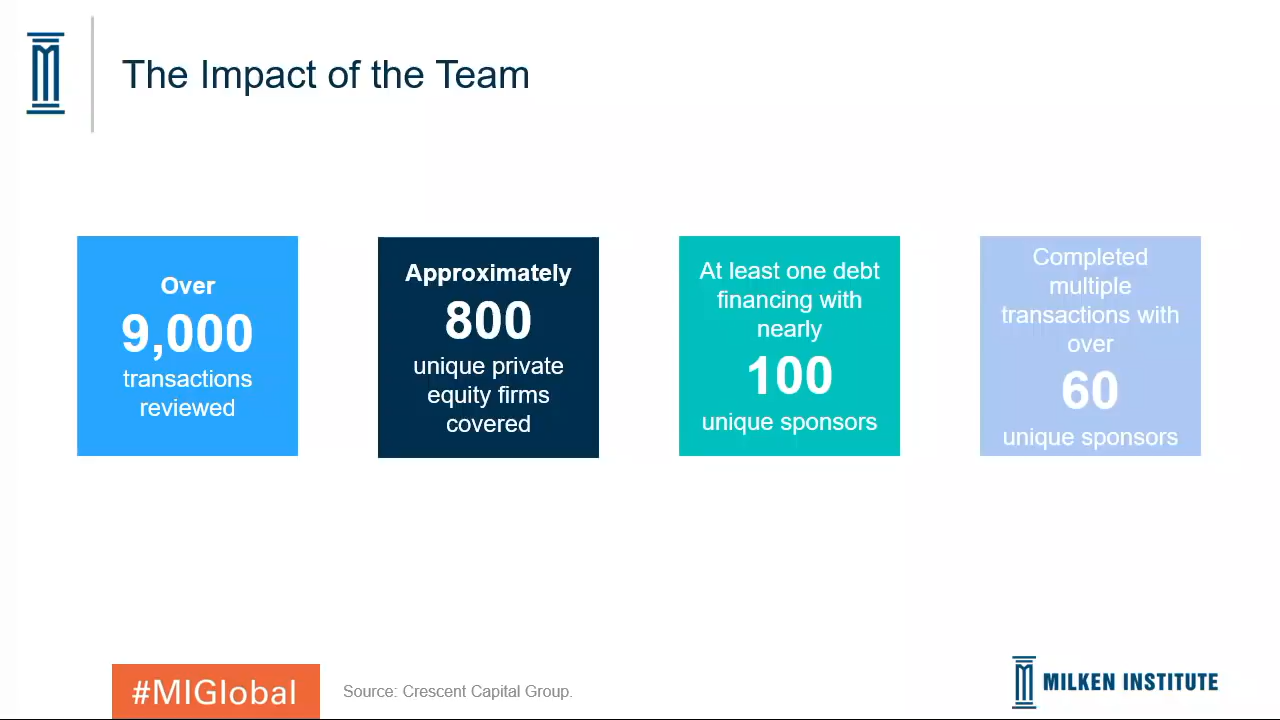 The Impact of the Team
Over
9,000
transactions
reviewed
Approximately
800
unique private
equity firms
covered
At least one debt
financing with
nearly
100
unique sponsors
Completed
multiple
transactions with
over
60
unique sponsors
#MIGlobal
Source: Crescent Capital Group.
MILKEN INSTITUTE